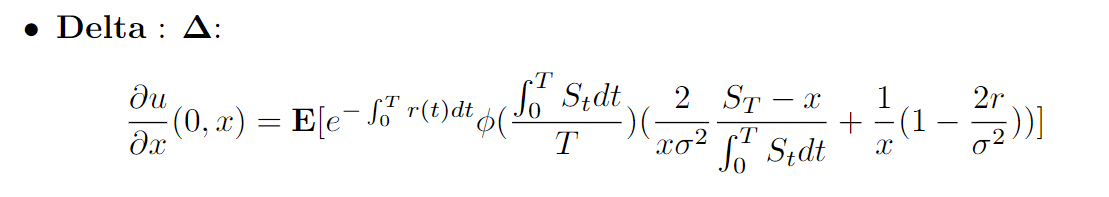 • Delta : Δ:
∂u/∂x (0, x) = E[e^{− ∫_0^T r(t)dt} φ(∫_0^T S_t dt / T)(2/(xσ²) (S_T − x)/(∫_0^T S_t dt) + 1/x (1 − 2r/σ²))]